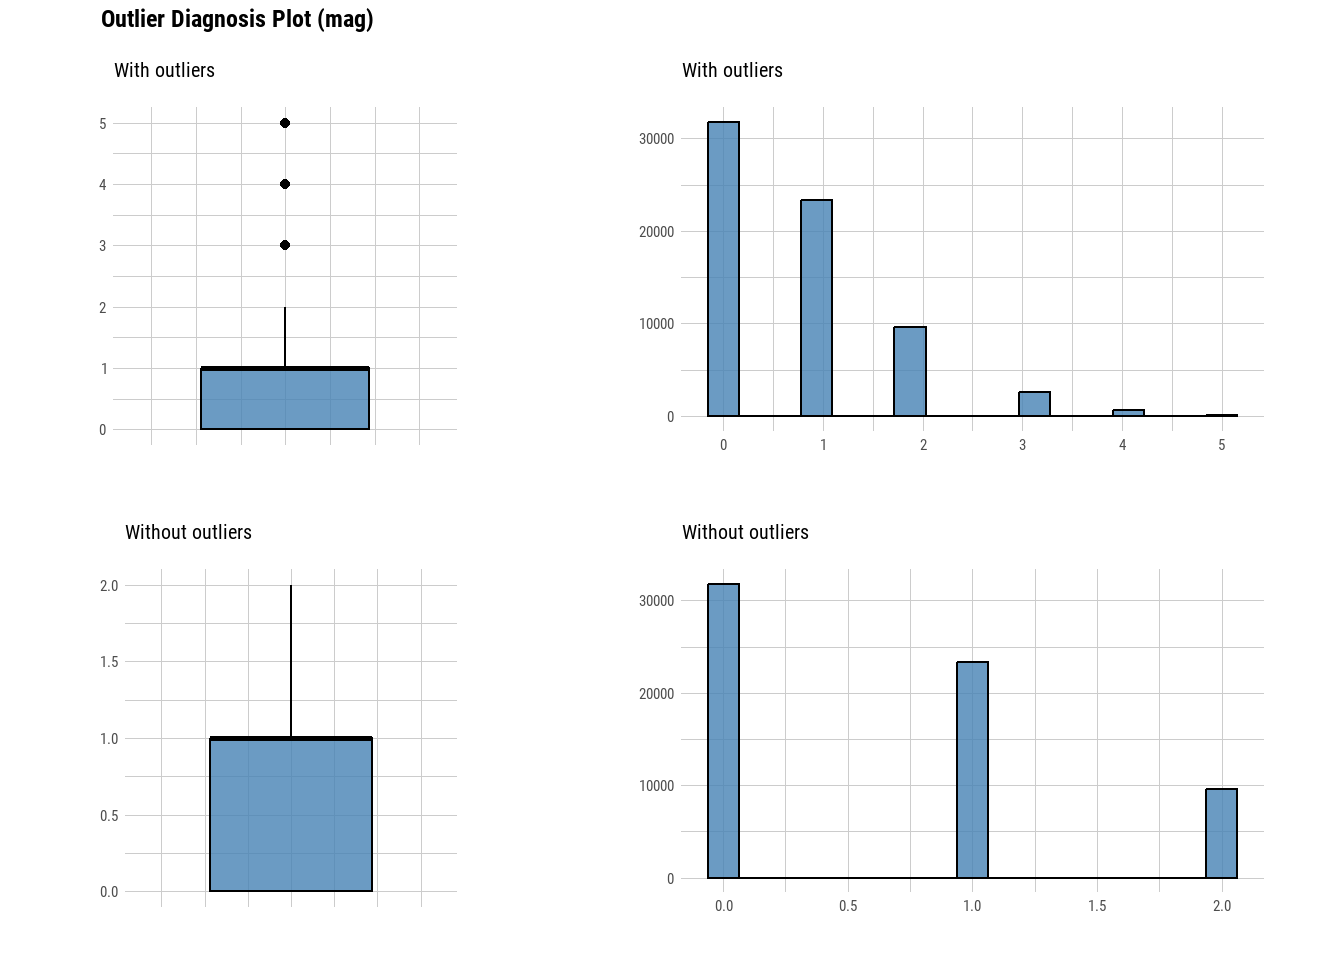 Outlier Diagnosis Plot (mag)
With outliers
5
4
3
2
1
0
With outliers
30000
20000
10000
0
0 1 2 3 4 5
Without outliers
2.0
1.5
1.0
0.5
0.0
Without outliers
30000
20000
10000
0
0.0 0.5 1.0 1.5 2.0